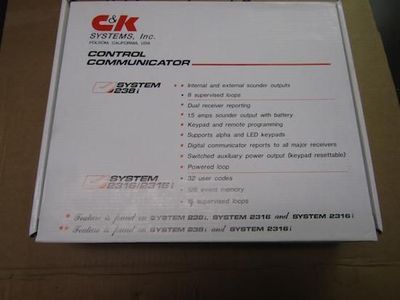 C&K
SYSTEMS, Inc.
FOLSOM, CALIFORNIA, USA
CONTROL
COMMUNICATOR
SYSTEM
238i
* * Internal and external sounder outputs
• 8 supervised loops
Dual receiver reporting
1.5 amps sounder output with battery
Keypad and remote programming
Supports alpha and LED keypads
Digital communicator reports to all major receivers
Switched auxiliary power output (keypad resettable)
Powered loop
SYSTEM
2316/2316i
• 32 user codes
128 event memory
supervised loops
* Feature is found in SYSTEM 238i, SYSTEM 2316 and SYSTEM 2316i
** Feature is found in SYSTEM 238i and SYSTEM 2316i